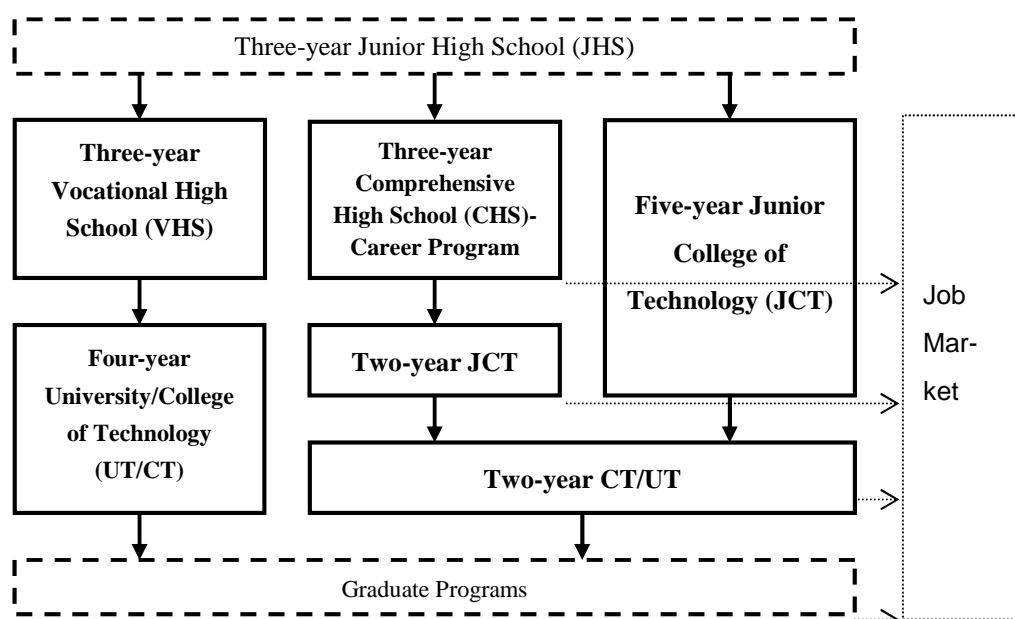 Three-year Junior High School (JHS)
Three-year
Vocational High
School (VHS)
Three-year
Comprehensive
High School (CHS)-
Career Program
Five-year Junior
College of
Technology (JCT)
Job
Mar-
ket
Four-year
University/College
of Technology
(UT/CT)
Two-year JCT
Two-year CT/UT
Graduate Programs